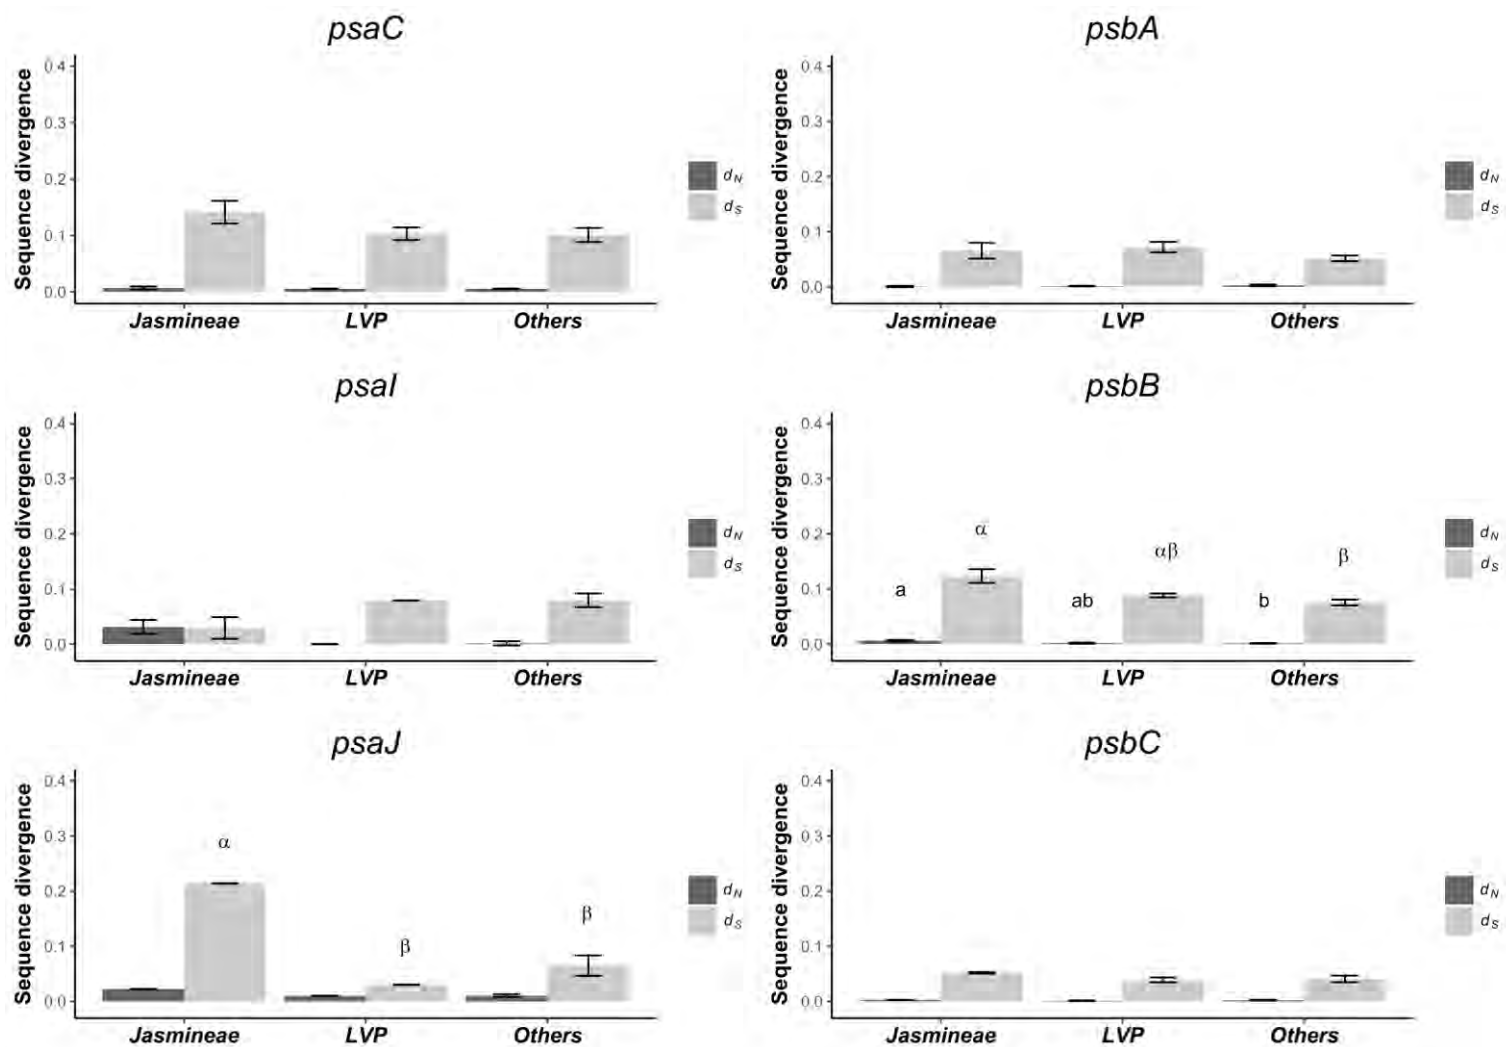 psaC
Sequence divergence
0.4
0.3
0.2
0.1
0.0
Jasmineae LVP Others
dN
dS
psbA
Sequence divergence
0.4
0.3
0.2
0.1
0.0
Jasmineae LVP Others
dN
dS
psaI
Sequence divergence
0.4
0.3
0.2
0.1
0.0
Jasmineae LVP Others
dN
dS
psbB
Sequence divergence
0.4
0.3
0.2
0.1
0.0
α
αβ
β
a
ab
b
Jasmineae LVP Others
dN
dS
psaJ
Sequence divergence
0.4
0.3
0.2
0.1
0.0
α
β
β
Jasmineae LVP Others
dN
dS
psbC
Sequence divergence
0.4
0.3
0.2
0.1
0.0
Jasmineae LVP Others
dN
dS